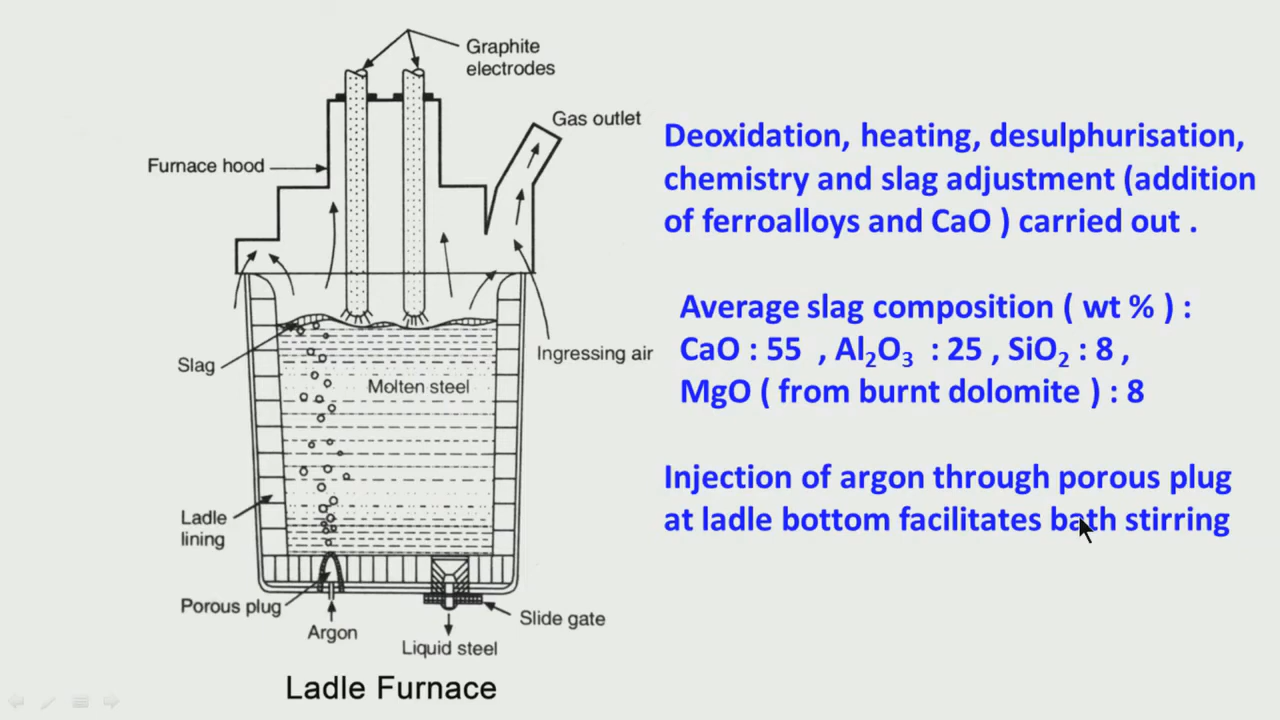 Graphite
electrodes
Gas outlet
Furnace hood
Slag
Ingressing air
Molten steel
Ladle
lining
Porous plug
Argon
Slide gate
Liquid steel
Ladle Furnace
Deoxidation, heating, desulphurisation,
chemistry and slag adjustment (addition
of ferroalloys and CaO ) carried out .
Average slag composition ( wt % ) :
CaO : 55 , Al₂O₃ : 25 , SiO₂ : 8 ,
MgO ( from burnt dolomite ) : 8
Injection of argon through porous plug
at ladle bottom facilitates bath stirring